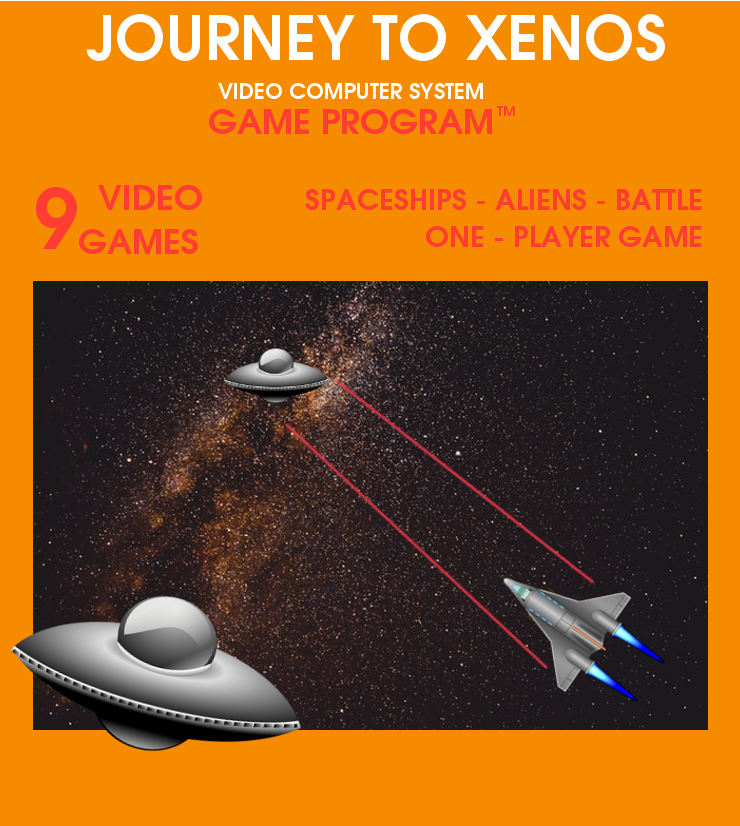 JOURNEY TO XENOS
VIDEO COMPUTER SYSTEM
GAME PROGRAM™
9 VIDEO GAMES
SPACESHIPS - ALIENS - BATTLE
ONE - PLAYER GAME